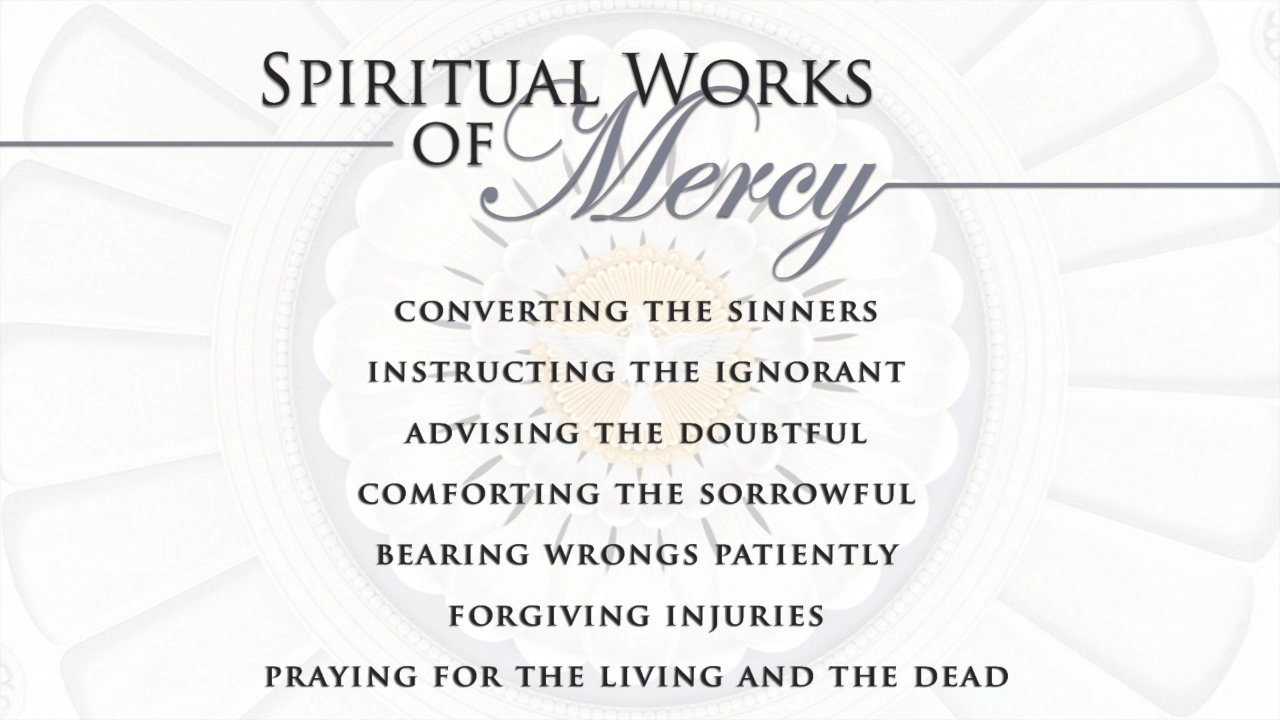 Spiritual Works
of Mercy
Converting the Sinners
Instructing the Ignorant
Advising the Doubtful
Comforting the Sorrowful
Bearing Wrongs Patiently
Forgiving Injuries
Praying for the Living and the Dead